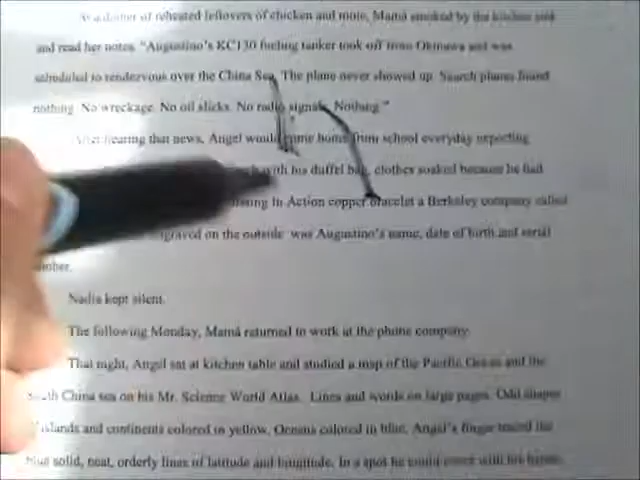 dinner of reheated leftovers of chicken and mole, Mamá smoked by the kitchen sink
and read her notes. "Augustino's KC130 fueling tanker took off from Okinawa and was
scheduled to rendezvous over the China Sea. The plane never showed up. Search planes found
nothing. No wreckage. No oil slicks. No radio signals. Nothing."
After hearing that news, Angel would come home from school everyday expecting
with his duffel bag, clothes soaked because he had
Missing In Action copper bracelet a Berkeley company called
on the outside was Augustino's name, date of birth and serial
number.
Nadia kept silent.
The following Monday, Mamá returned to work at the phone company.
That night, Angel sat at kitchen table and studied a map of the Pacific Ocean and the
South China sea on his Mr. Science World Atlas. Lines and words on large pages. Odd shapes
islands and continents colored in yellow. Oceans colored in blue. Angel's finger traced the
blue solid, neat, orderly lines of latitude and longitude. In a spot he could cover with his